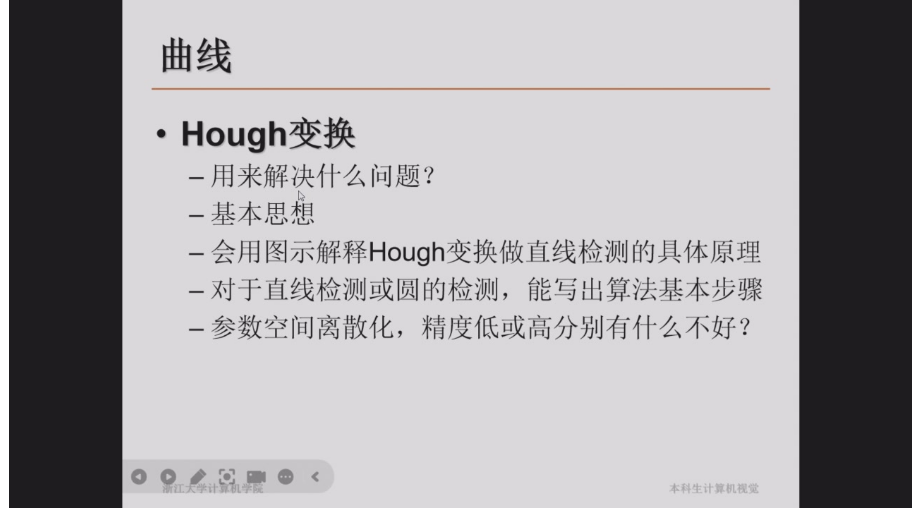 曲线
• Hough变换
– 用来解决什么问题？
– 基本思想
– 会用图示解释Hough变换做直线检测的具体原理
– 对于直线检测或圆的检测，能写出算法基本步骤
– 参数空间离散化，精度低或高分别有什么不好？
浙江大学计算机学院
本科生计算机视觉